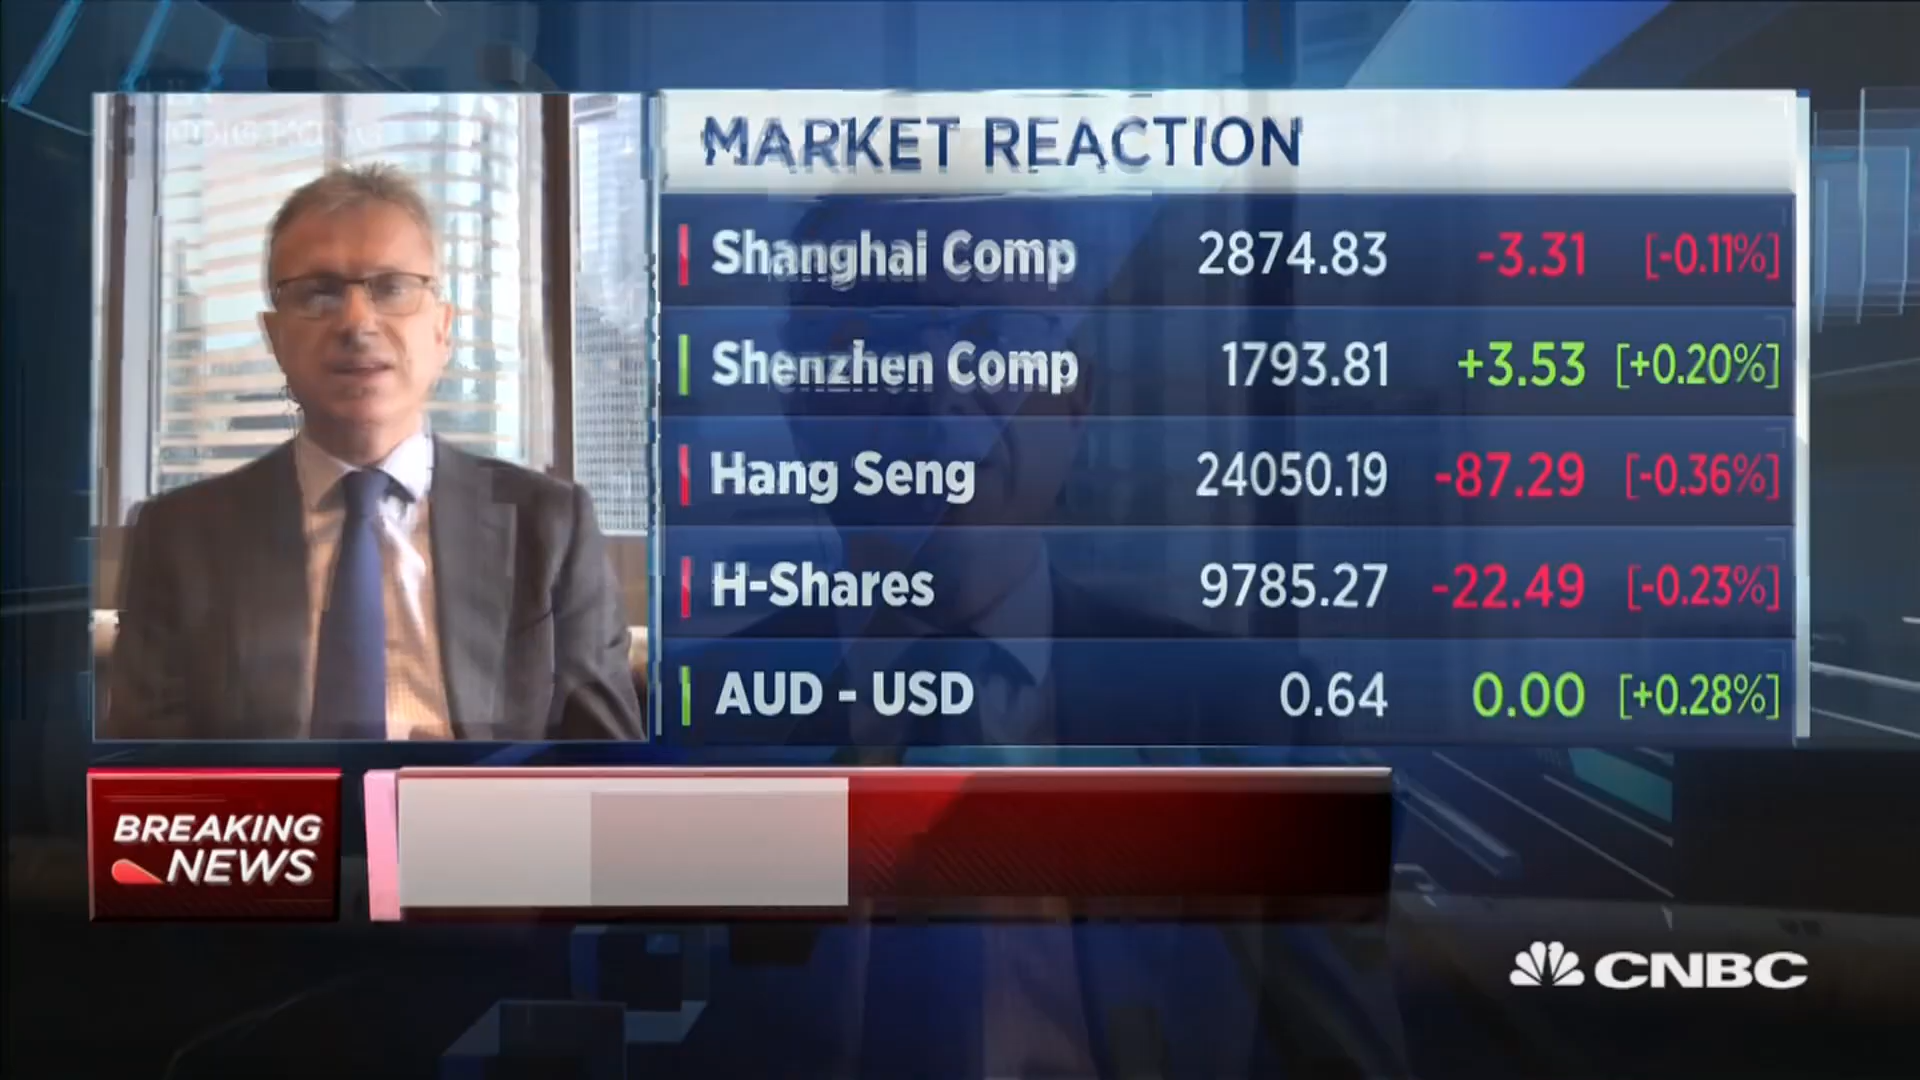 MARKET REACTION
Shanghai Comp 2874.83 -3.31 [-0.11%]
Shenzhen Comp 1793.81 +3.53 [+0.20%]
Hang Seng 24050.19 -87.29 [-0.36%]
H-Shares 9785.27 -22.49 [-0.23%]
AUD - USD 0.64 0.00 [+0.28%]
BREAKING
NEWS
CNBC